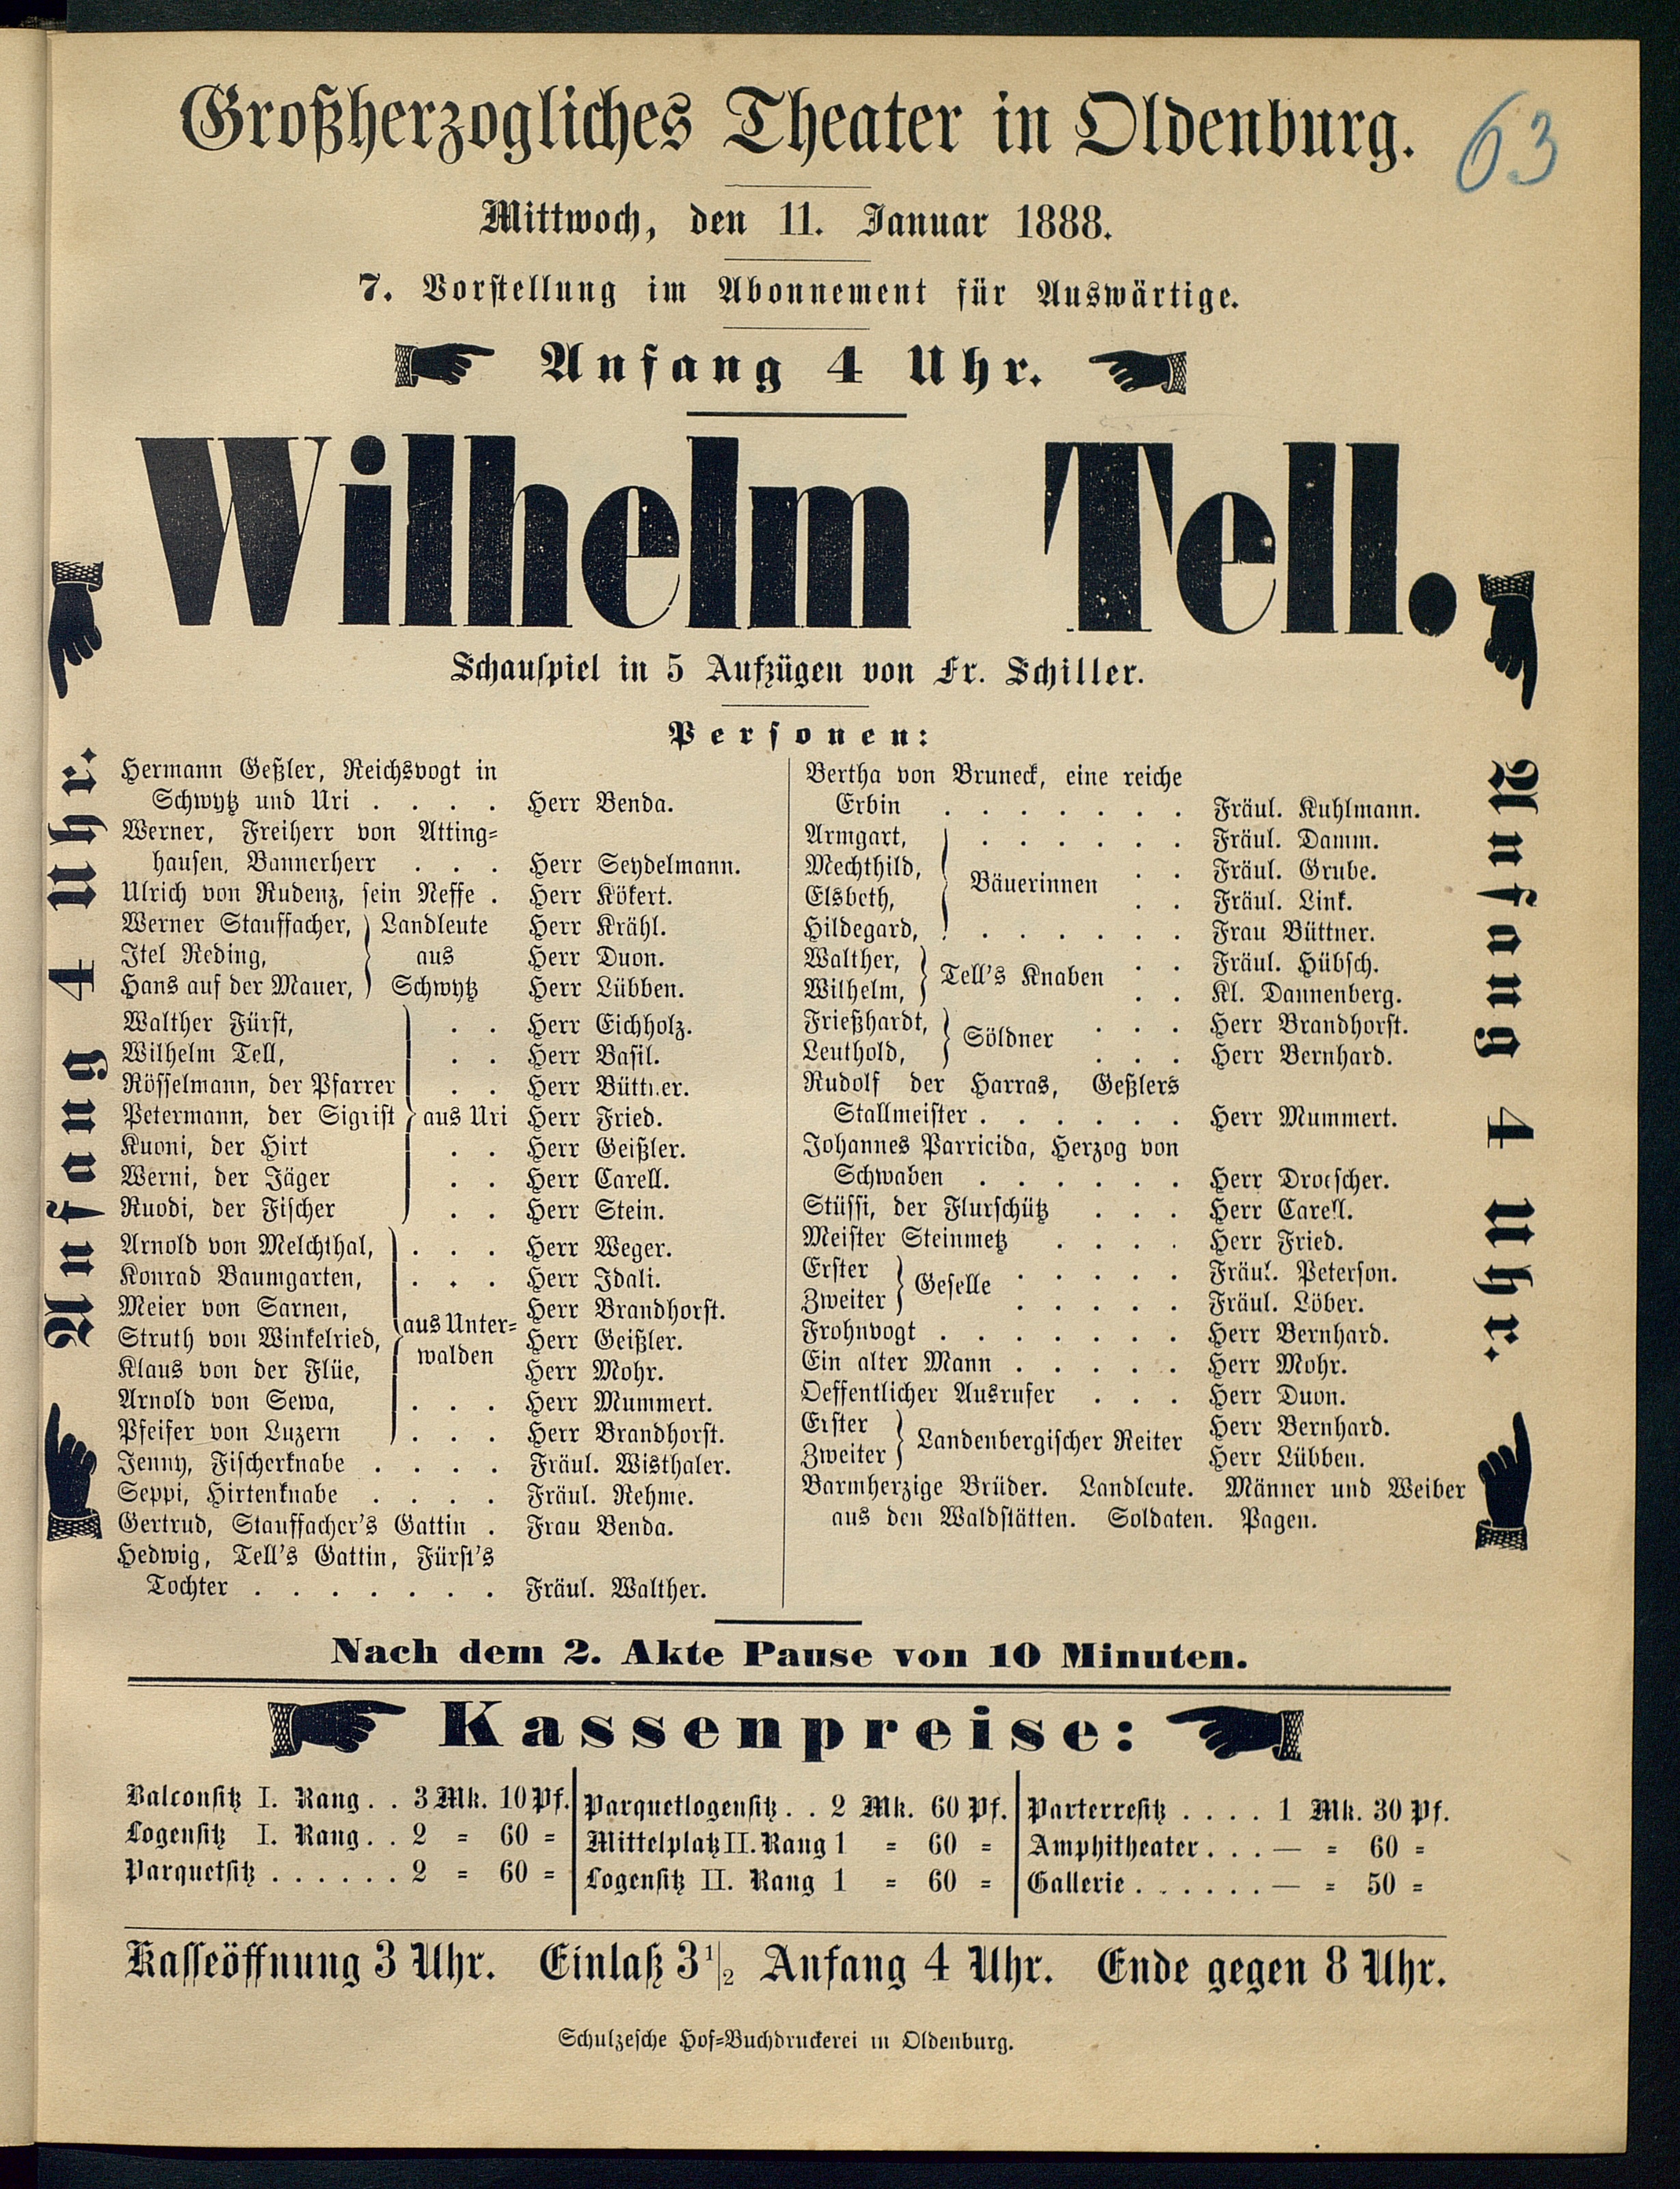 Großherzogliches Theater in Oldenburg.
63
Mittwoch, den 11. Januar 1888.
7. Vorstellung im Abonnement für Auswärtige.
Anfang 4 Uhr.
Wilhelm Tell.
Schauspiel in 5 Aufzügen von Fr. Schiller.
Anfang 4 Uhr.
Anfang 4 Uhr.
Personen:
Hermann Geßler, Reichsvogt in
Schwytz und Uri . . . . Herr Benda.
Werner, Freiherr von Atting=
hausen, Bannerherr . . . Herr Seydelmann.
Ulrich von Rudenz, sein Neffe . Herr Kökert.
Werner Stauffacher, Landleute Herr Krähl.
Itel Reding, aus Herr Duon.
Hans auf der Mauer, Schwytz Herr Lübben.
Walther Fürst, . . Herr Eichholz.
Wilhelm Tell, . . Herr Basil.
Rösselmann, der Pfarrer . . Herr Büttner.
Petermann, der Sigrist aus Uri Herr Fried.
Kuoni, der Hirt . . Herr Geißler.
Werni, der Jäger . . Herr Carell.
Ruodi, der Fischer . . Herr Stein.
Arnold von Melchthal, . . . Herr Weger.
Konrad Baumgarten, . . . Herr Idali.
Meier von Sarnen, aus Unter= Herr Brandhorst.
Struth von Winkelried, walden Herr Geißler.
Klaus von der Flüe, Herr Mohr.
Arnold von Sewa, . . . Herr Mummert.
Pfeifer von Luzern . . . Herr Brandhorst.
Jenny, Fischerknabe . . . . Fräul. Wisthaler.
Seppi, Hirtenknabe . . . . Fräul. Rehme.
Gertrud, Stauffacher's Gattin . Frau Benda.
Hedwig, Tell's Gattin, Fürst's
Tochter . . . . . . . Fräul. Walther.
Bertha von Bruneck, eine reiche
Erbin . . . . . . . Fräul. Kuhlmann.
Armgart, . . . . . . Fräul. Damm.
Mechthild, Bäuerinnen . . Fräul. Grube.
Elsbeth, . . Fräul. Link.
Hildegard, . . . . . . Frau Büttner.
Walther, Tell's Knaben . . Fräul. Hübsch.
Wilhelm, . . Kl. Dannenberg.
Frießhardt, Söldner . . . Herr Brandhorst.
Leuthold, . . . Herr Bernhard.
Rudolf der Harras, Geßlers
Stallmeister . . . . . . Herr Mummert.
Johannes Parricida, Herzog von
Schwaben . . . . . . Herr Droescher.
Stüssi, der Flurschütz . . . Herr Carell.
Meister Steinmetz . . . . Herr Fried.
Erster Geselle . . . . . Fräul. Peterson.
Zweiter . . . . . Fräul. Löber.
Frohnvogt . . . . . . . Herr Bernhard.
Ein alter Mann . . . . . Herr Mohr.
Oeffentlicher Ausrufer . . . Herr Duon.
Erster Landenbergischer Reiter Herr Bernhard.
Zweiter Herr Lübben.
Barmherzige Brüder. Landleute. Männer und Weiber
aus den Waldstätten. Soldaten. Pagen.
Nach dem 2. Akte Pause von 10 Minuten.
Kassenpreise:
Balconsitz I. Rang . . 3 Mk. 10 Pf.
Logensitz I. Rang . . 2 = 60 =
Parquetsitz . . . . . . 2 = 60 =
Parquetlogensitz . . 2 Mk. 60 Pf.
Mittelplatz II. Rang 1 = 60 =
Logensitz II. Rang 1 = 60 =
Parterresitz . . . . 1 Mk. 30 Pf.
Amphitheater . . . — = 60 =
Gallerie . . . . . . — = 50 =
Kasseöffnung 3 Uhr. Einlaß 3 1/2 Anfang 4 Uhr. Ende gegen 8 Uhr.
Schulzesche Hof=Buchdruckerei in Oldenburg.